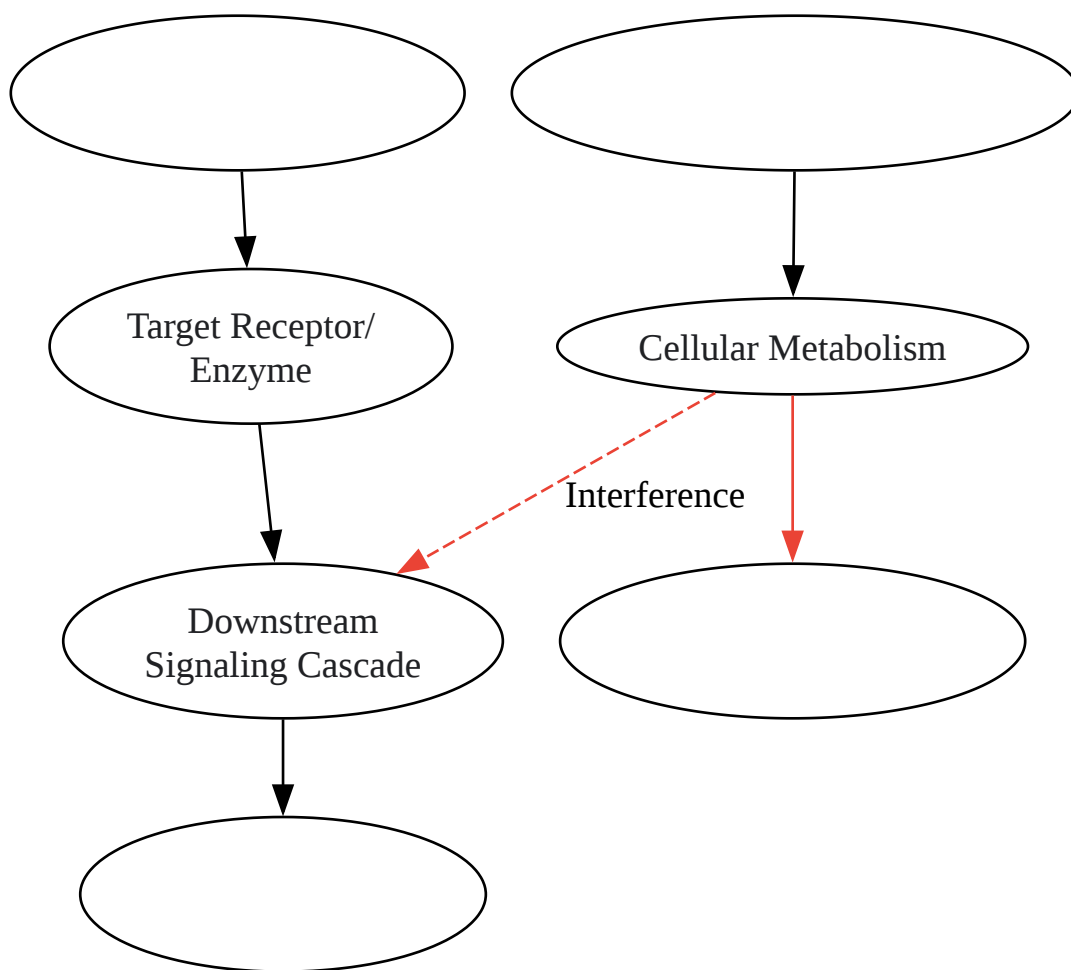 Target Receptor/
Enzyme
Cellular Metabolism
Interference
Downstream
Signaling Cascade